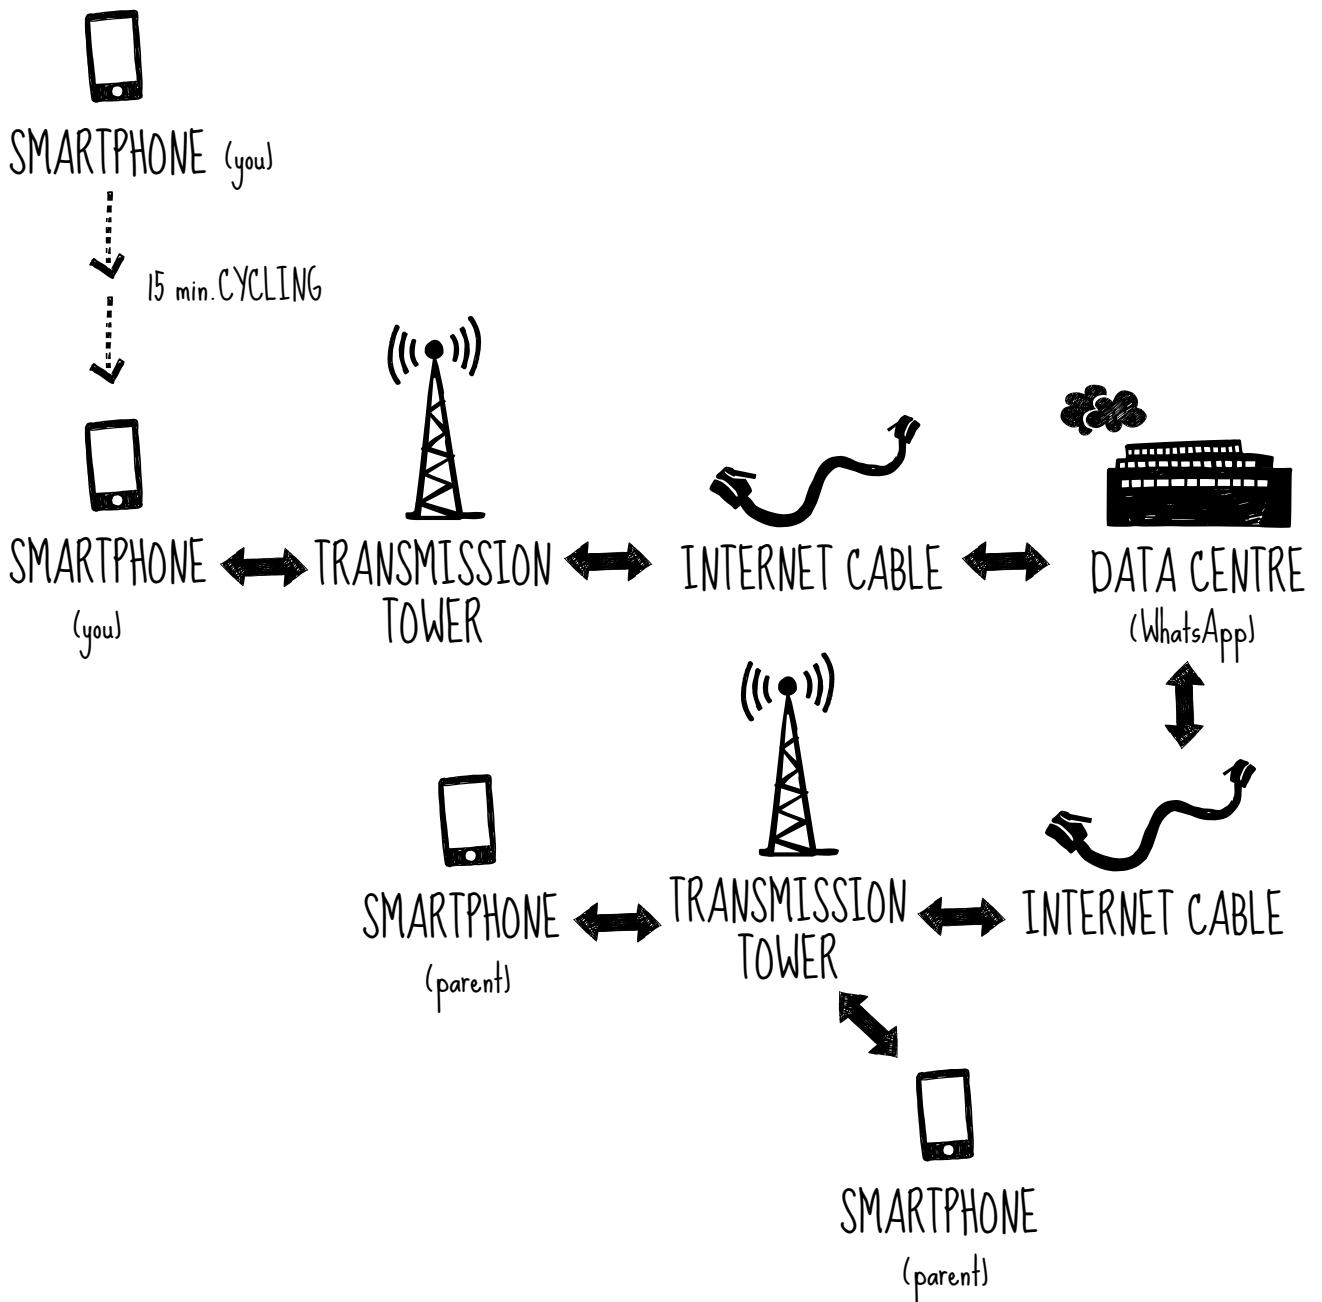 SMARTPHONE (you)
15 min. CYCLING
SMARTPHONE
(you)
TRANSMISSION
TOWER
INTERNET CABLE
DATA CENTRE
(WhatsApp)
SMARTPHONE
(parent)
TRANSMISSION
TOWER
INTERNET CABLE
SMARTPHONE
(parent)